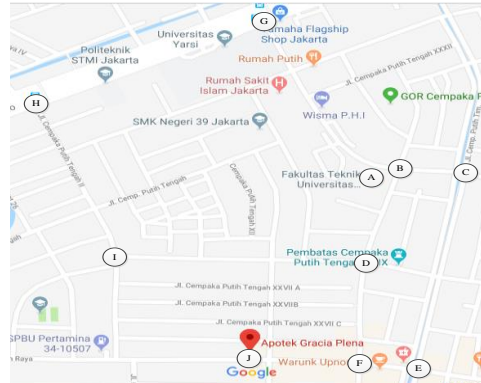 G
Yamaha Flagship
Shop Jakarta
Universitas
Yarsi
Politeknik
STMI Jakarta
Rumah Putih
Jl. Cempaka Putih Tengah XXXII
Rumah Sakit
Islam Jakarta
H
Wisma P.H.I
GOR Cempaka P
SMK Negeri 39 Jakarta
Jl. Cempaka Putih Tengah II
Fakultas Teknik
Universitas...
A
B
C
Jl. Cemp. Putih Tengah
Cempaka Putih Tengah XII
I
Pembatas Cempaka
Putih Tengah
IX
D
Jl. Cempaka Putih Tengah XXVII A
Jl. Cempaka Putih Tengah XXVIIB
Jl. Cempaka Putih Tengah XXVII C
SPBU Pertamina
34-10507
Apotek Gracia Plena
Raya
J
Warunk Upno
F
E
Google